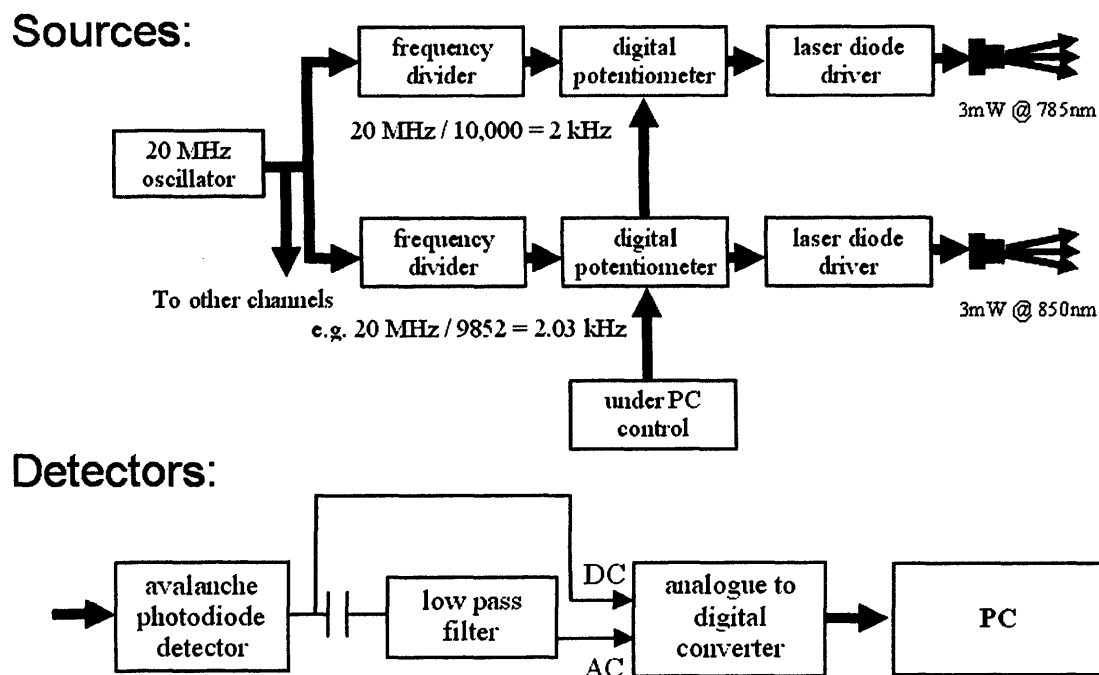 Sources:
frequency
divider
digital
potentiometer
laser diode
driver
3mW @ 785nm
20 MHz / 10,000 = 2 kHz
20 MHz
oscillator
frequency
divider
digital
potentiometer
laser diode
driver
3mW @ 850nm
To other channels
e.g. 20 MHz / 9852 = 2.03 kHz
under PC
control
Detectors:
avalanche
photodiode
detector
low pass
filter
DC
AC
analogue to
digital
converter
PC